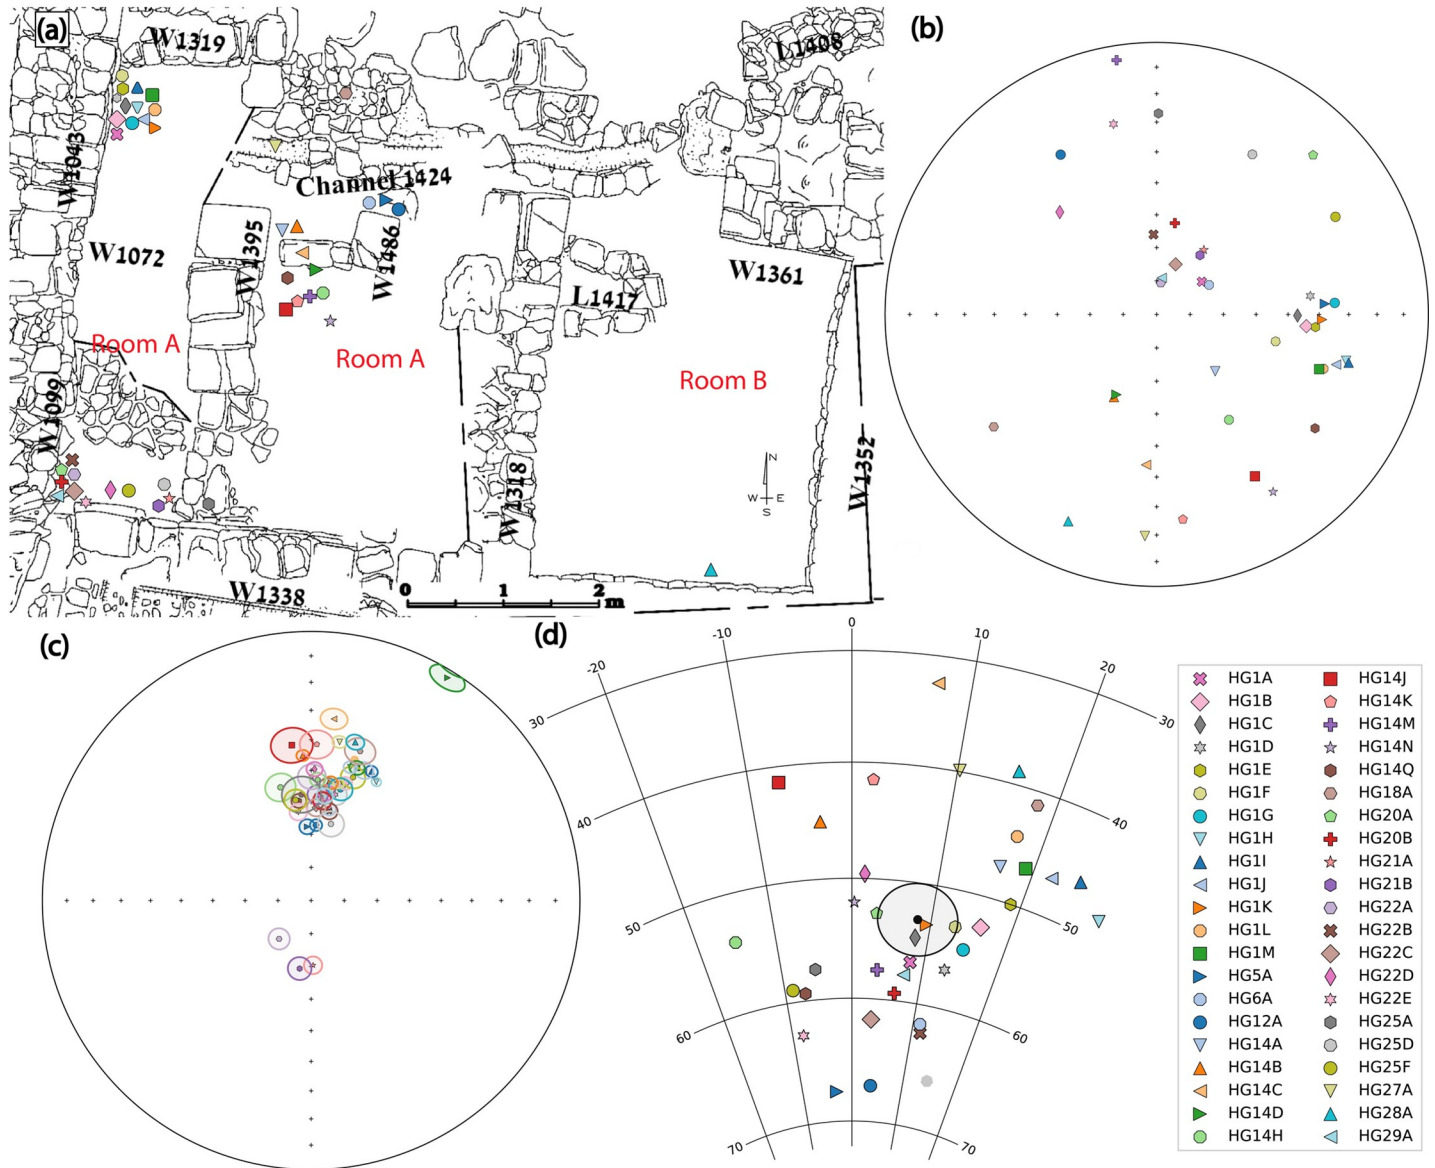 (a)
W1319
L1408
W1043
Channel 1424
W1072
W1395
W1486
W1361
L1417
Room A
Room A
Room B
W1099
W1318
W1352
N
W E
S
0 1 2 m
W1338
(b)
(c)
(d)
-20 -10 0 10 20
30 30
40 40
50 50
60 60
70 70
HG1A HG14J
HG1B HG14K
HG1C HG14M
HG1D HG14N
HG1E HG14Q
HG1F HG18A
HG1G HG20A
HG1H HG20B
HG1I HG21A
HG1J HG21B
HG1K HG22A
HG1L HG22B
HG1M HG22C
HG5A HG22D
HG6A HG22E
HG12A HG25A
HG14A HG25D
HG14B HG25F
HG14C HG27A
HG14D HG28A
HG14H HG29A